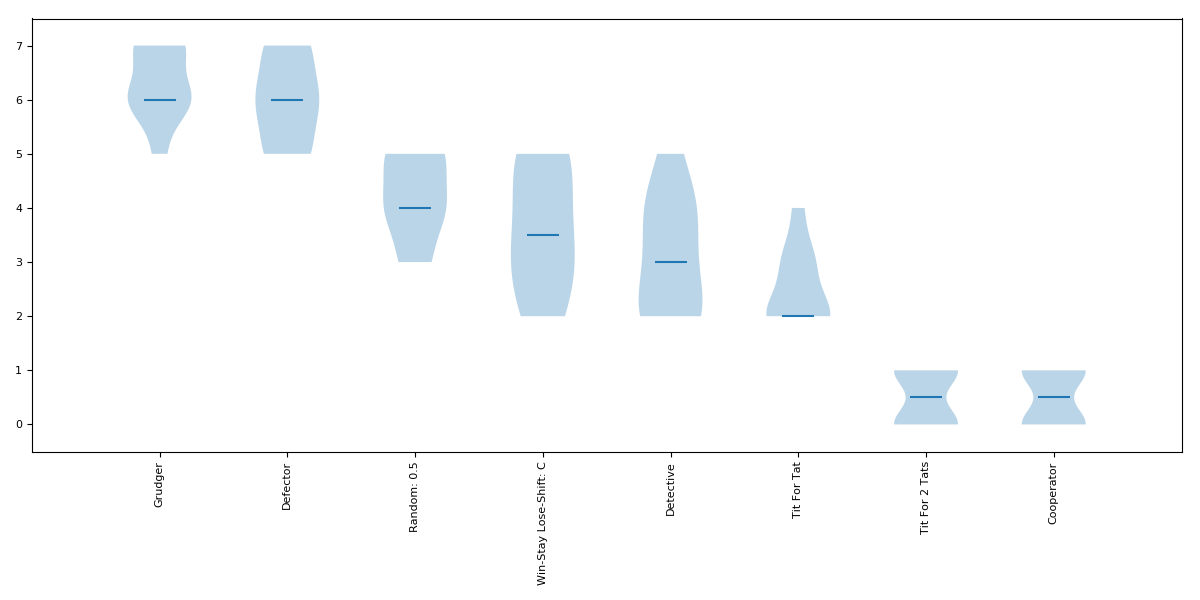 7
6
5
4
3
2
1
0
Grudger
Defector
Random: 0.5
Win-Stay Lose-Shift: C
Detective
Tit For Tat
Tit For 2 Tats
Cooperator